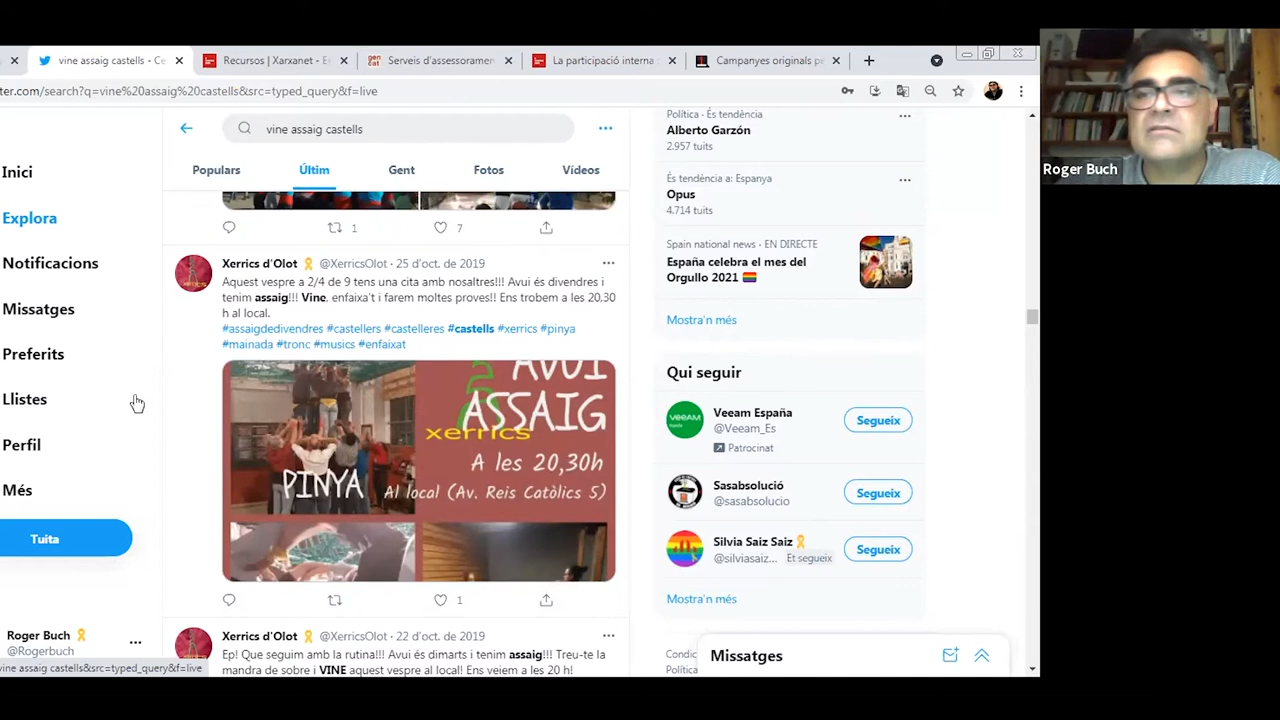 vine assaig castells - Ce
Recursos | Xarxanet - E
Serveis d'assessoramen
La participació interna
Campanyes originals pe
ter.com/search?q=vine%20assaig%20castells&src=typed_query&f=live
Inici
Explora
Notificacions
Missatges
Preferits
Llistes
Perfil
Més
Tuita
Roger Buch
@Rogerbuch
vine assaig castells&src=typed_query&f=live
vine assaig castells
Populars
Últim
Gent
Fotos
Vídeos
1
7
Xerrics d'Olot @XerricsOlot · 25 d'oct. de 2019
Aquest vespre a 2/4 de 9 tens una cita amb nosaltres!!! Avui és divendres i
tenim assaig!!! Vine, enfaixa't i farem moltes proves!! Ens trobem a les 20,30
h al local.
#assaigdedivendres #castellers #castelleres #castells #xerrics #pinya
#mainada #tronc #musics #enfaixat
AVUI
ASSAIG
xerrics
A les 20,30h
PINYA
Al local (Av. Reis Catòlics 5)
1
Xerrics d'Olot @XerricsOlot · 22 d'oct. de 2019
Ep! Que seguim amb la rutina!!! Avui és dimarts i tenim assaig!!! Treu-te la
mandra de sobre i VINE aquest vespre al local! Ens veiem a les 20 h!
Política · És tendència
Alberto Garzón
2.957 tuits
És tendència a: Espanya
Opus
4.714 tuits
Spain national news · EN DIRECTE
España celebra el mes del
Orgullo 2021
Mostra'n més
Qui seguir
Veeam España
@Veeam_Es
Patrocinat
Segueix
Sasabsolució
@sasabsolucio
Segueix
Silvia Saiz Saiz
@silviasaiz... Et segueix
Segueix
Mostra'n més
Condic
Política
Missatges
Roger Buch